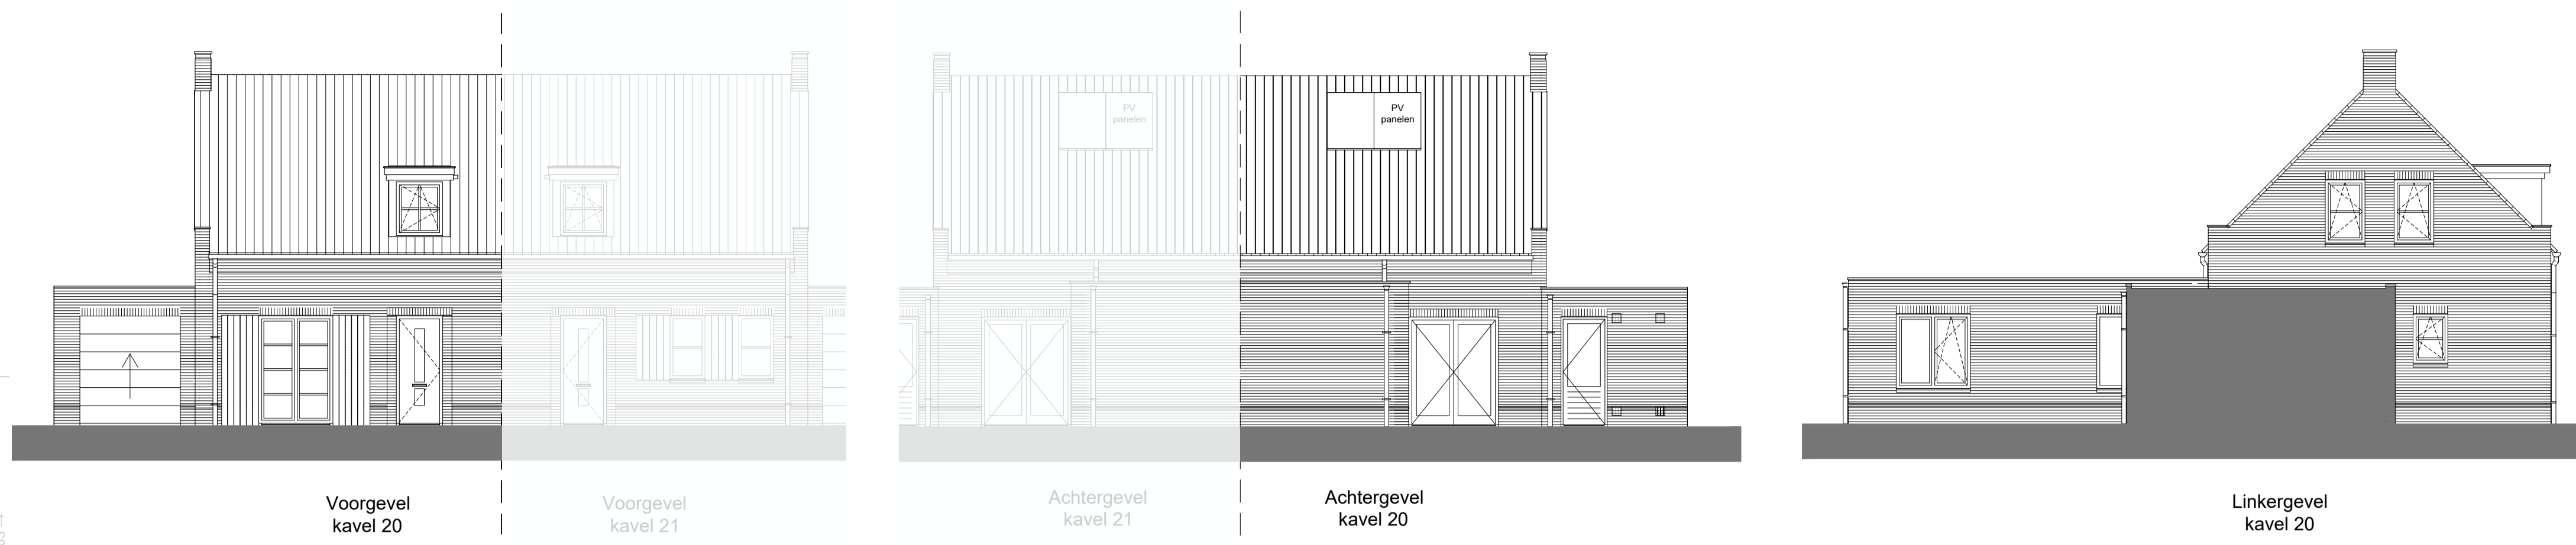 PV
panelen
PV
panelen
Voorgevel
kavel 20
Voorgevel
kavel 21
Achtergevel
kavel 21
Achtergevel
kavel 20
Linkergevel
kavel 20